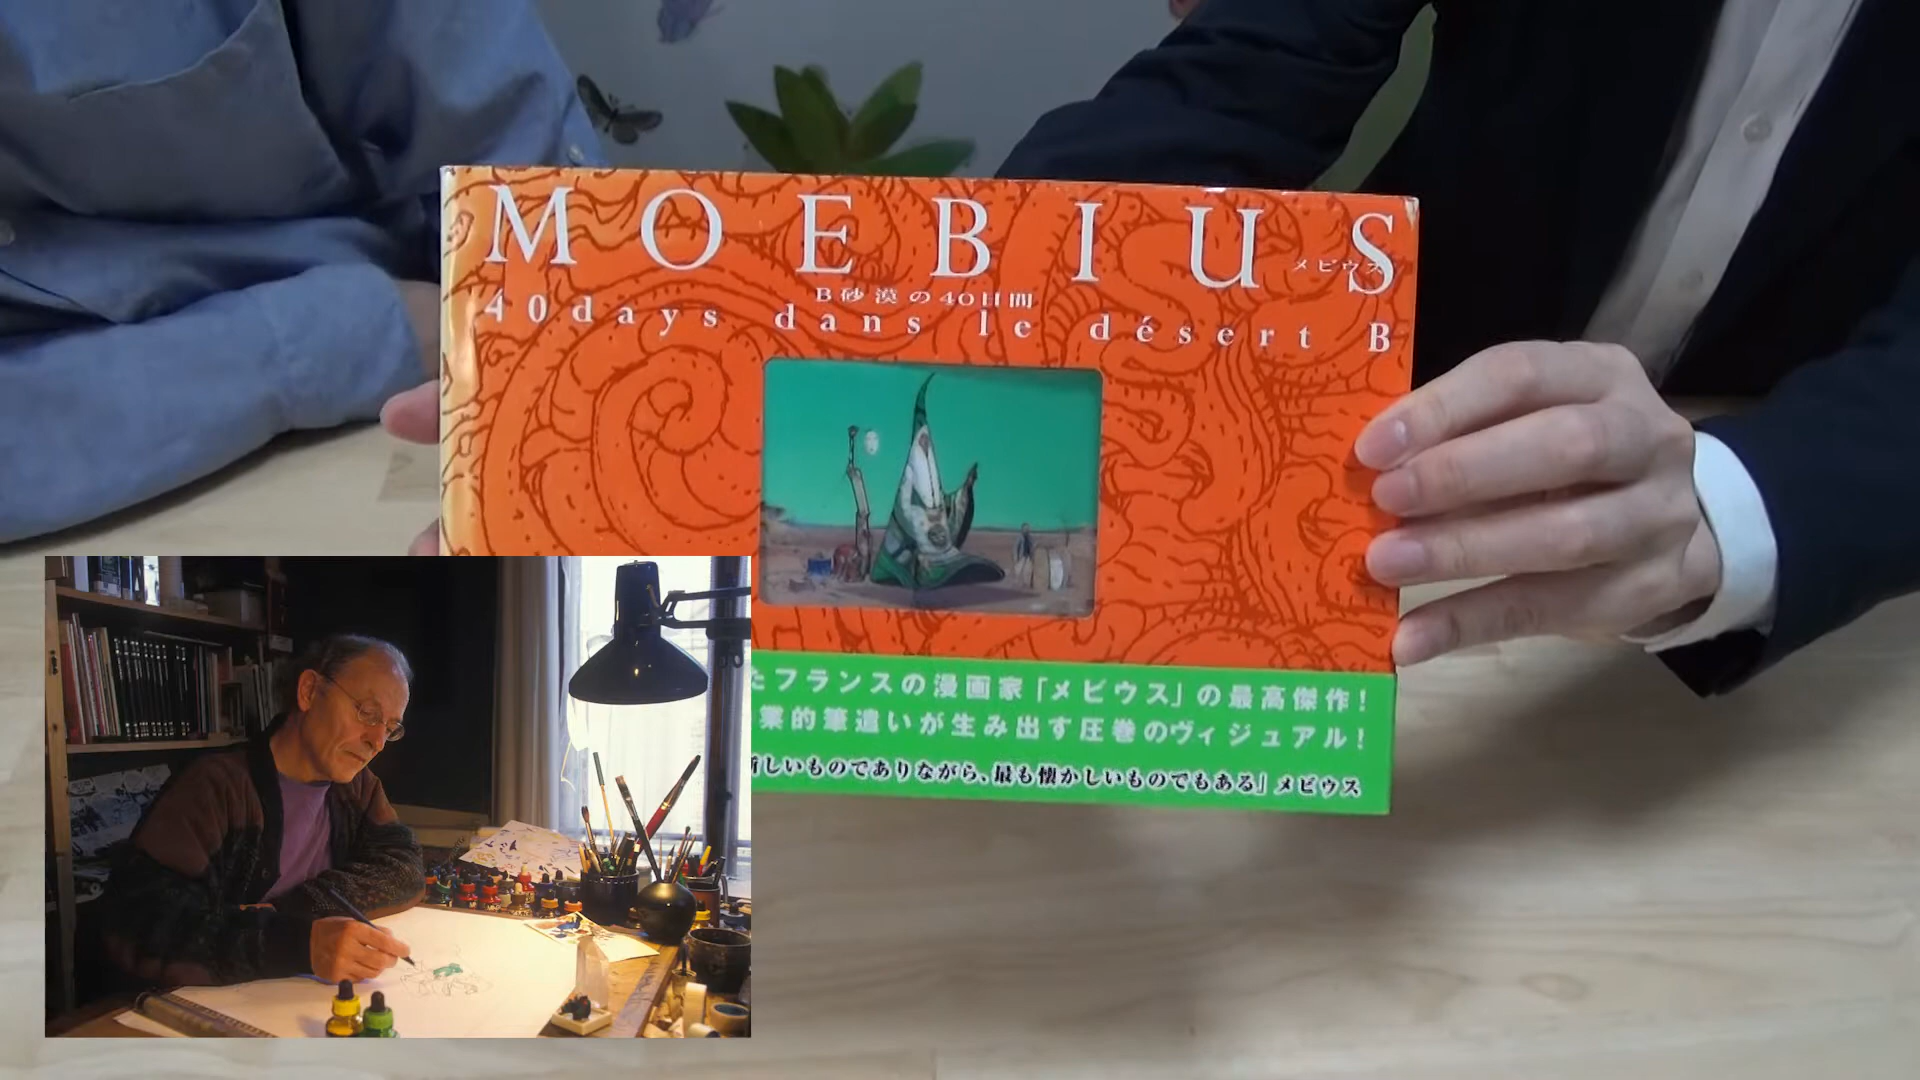 MOEBIUS
メビウス
B砂漠の40日間
40days dans le désert B
たフランスの漫画家「メビウス」の最高傑作!
業的筆遣いが生み出す圧巻のヴィジュアル!
新しいものでありながら、最も懐かしいものでもある」メビウス